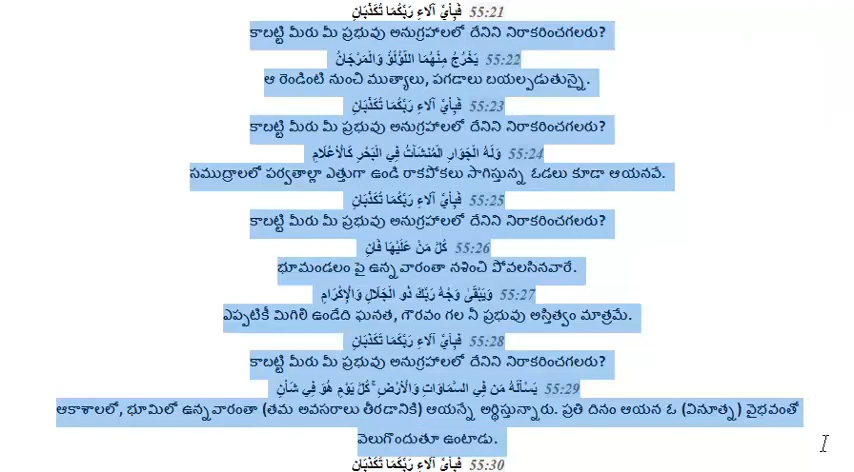 55:21 فَبِأَيِّ آلَاءِ رَبِّكُمَا تُكَذِّبَانِ
కాబట్టి మీరు మీ ప్రభువు అనుగ్రహాలలో దేనిని నిరాకరించగలరు?
55:22 يَخْرُجُ مِنْهُمَا اللُّؤْلُؤُ وَالْمَرْجَانُ
ఆ రెండింటి నుంచి ముత్యాలు, పగడాలు బయల్పడుతున్నై.
55:23 فَبِأَيِّ آلَاءِ رَبِّكُمَا تُكَذِّبَانِ
కాబట్టి మీరు మీ ప్రభువు అనుగ్రహాలలో దేనిని నిరాకరించగలరు?
55:24 وَلَهُ الْجَوَارِ الْمُنشَآتُ فِي الْبَحْرِ كَالْأَعْلَامِ
సముద్రాలలో పర్వతాల్లా ఎత్తుగా ఉండి రాకపోకలు సాగిస్తున్న ఓడలు కూడా ఆయనవే.
55:25 فَبِأَيِّ آلَاءِ رَبِّكُمَا تُكَذِّبَانِ
కాబట్టి మీరు మీ ప్రభువు అనుగ్రహాలలో దేనిని నిరాకరించగలరు?
55:26 كُلُّ مَنْ عَلَيْهَا فَانٍ
భూమండలం పై ఉన్న వారంతా నశించి పోవలసినవారే.
55:27 وَيَبْقَىٰ وَجْهُ رَبِّكَ ذُو الْجَلَالِ وَالْإِكْرَامِ
ఎప్పటికీ మిగిలి ఉండేది ఘనత, గౌరవం గల నీ ప్రభువు అస్తిత్వం మాత్రమే.
55:28 فَبِأَيِّ آلَاءِ رَبِّكُمَا تُكَذِّبَانِ
కాబట్టి మీరు మీ ప్రభువు అనుగ్రహాలలో దేనిని నిరాకరించగలరు?
55:29 يَسْأَلُهُ مَن فِي السَّمَاوَاتِ وَالْأَرْضِ ۚ كُلَّ يَوْمٍ هُوَ فِي شَأْنٍ
ఆకాశాలలో, భూమిలో ఉన్నవారంతా (తమ అవసరాలు తీరడానికి) ఆయన్నే అర్థిస్తున్నారు. ప్రతి దినం ఆయన ఓ (వినూత్న) వైభవంతో
వెలుగొందుతూ ఉంటాడు.
55:30 فَبِأَيِّ آلَاءِ رَبِّكُمَا تُكَذِّبَانِ